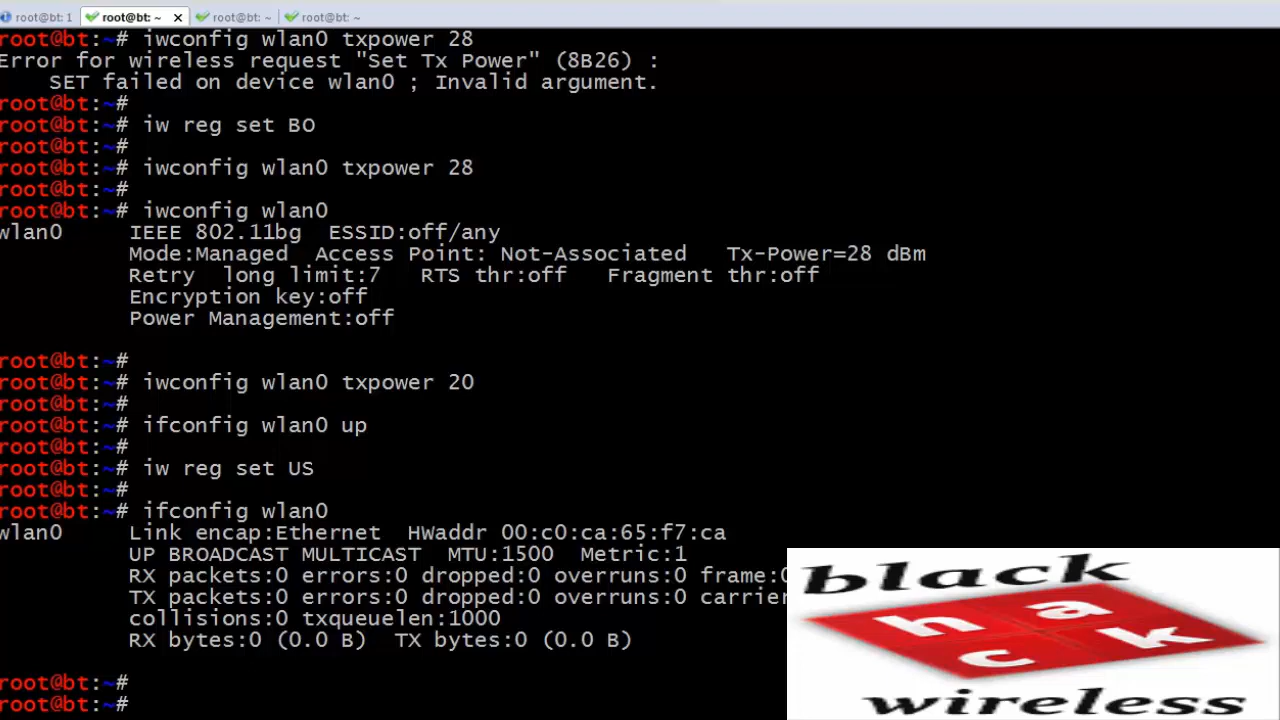 root@bt: 1 root@bt: ~ × root@bt: ~ root@bt: ~
root@bt:~# iwconfig wlan0 txpower 28
Error for wireless request "Set Tx Power" (8B26) :
SET failed on device wlan0 ; Invalid argument.
root@bt:~#
root@bt:~# iw reg set BO
root@bt:~#
root@bt:~# iwconfig wlan0 txpower 28
root@bt:~#
root@bt:~# iwconfig wlan0
wlan0 IEEE 802.11bg ESSID:off/any
Mode:Managed Access Point: Not-Associated Tx-Power=28 dBm
Retry long limit:7 RTS thr:off Fragment thr:off
Encryption key:off
Power Management:off
root@bt:~#
root@bt:~# iwconfig wlan0 txpower 20
root@bt:~#
root@bt:~# ifconfig wlan0 up
root@bt:~#
root@bt:~# iw reg set US
root@bt:~#
root@bt:~# ifconfig wlan0
wlan0 Link encap:Ethernet HWaddr 00:c0:ca:65:f7:ca
UP BROADCAST MULTICAST MTU:1500 Metric:1
RX packets:0 errors:0 dropped:0 overruns:0 frame:0
TX packets:0 errors:0 dropped:0 overruns:0 carrier
collisions:0 txqueuelen:1000
RX bytes:0 (0.0 B) TX bytes:0 (0.0 B)
root@bt:~#
root@bt:~#
black
h a
c k
wireless